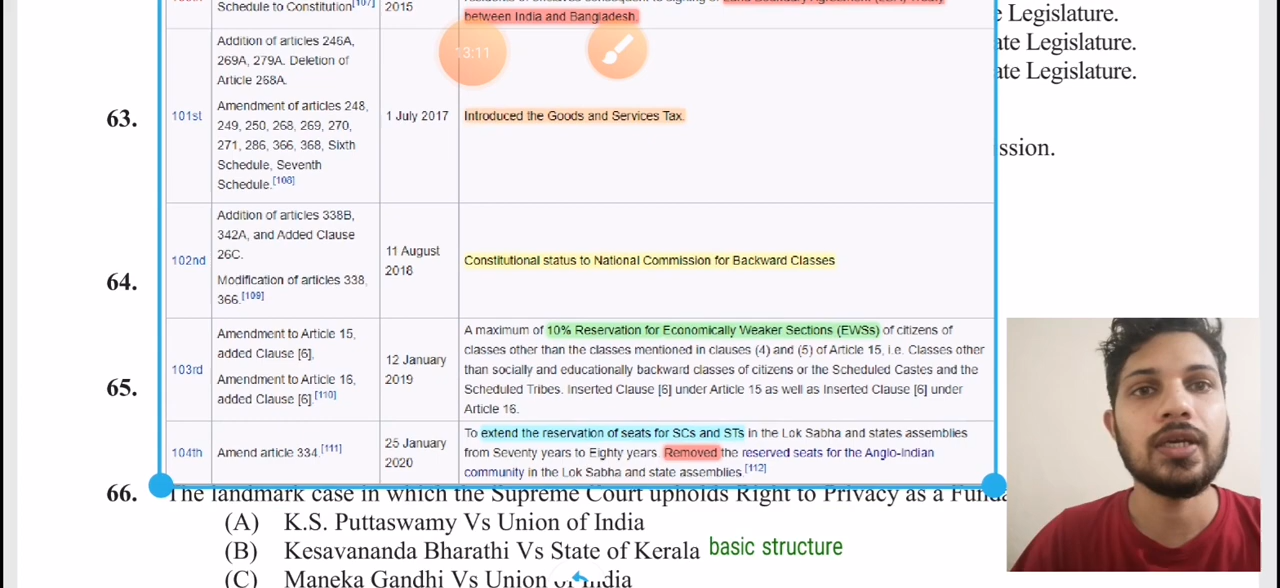 Schedule to Constitution[107]
2015
between India and Bangladesh.
e Legislature.
ate Legislature.
ate Legislature.
13:11
63.
101st
Addition of articles 246A,
269A, 279A. Deletion of
Article 268A.
Amendment of articles 248,
249, 250, 268, 269, 270,
271, 286, 366, 368, Sixth
Schedule, Seventh
Schedule.[108]
1 July 2017
Introduced the Goods and Services Tax.
ssion.
64.
102nd
Addition of articles 338B,
342A, and Added Clause
26C.
Modification of articles 338,
366.[109]
11 August
2018
Constitutional status to National Commission for Backward Classes
65.
103rd
Amendment to Article 15,
added Clause [6],
Amendment to Article 16,
added Clause [6].[110]
12 January
2019
A maximum of 10% Reservation for Economically Weaker Sections (EWSs) of citizens of
classes other than the classes mentioned in clauses (4) and (5) of Article 15, i.e. Classes other
than socially and educationally backward classes of citizens or the Scheduled Castes and the
Scheduled Tribes. Inserted Clause [6] under Article 15 as well as Inserted Clause [6] under
Article 16.
104th
Amend article 334.[111]
25 January
2020
To extend the reservation of seats for SCs and STs in the Lok Sabha and states assemblies
from Seventy years to Eighty years. Removed the reserved seats for the Anglo-Indian
community in the Lok Sabha and state assemblies.[112]
66. The landmark case in which the Supreme Court upholds Right to Privacy as a Funda
(A) K.S. Puttaswamy Vs Union of India
(B) Kesavananda Bharathi Vs State of Kerala basic structure
(C) Maneka Gandhi Vs Union of India